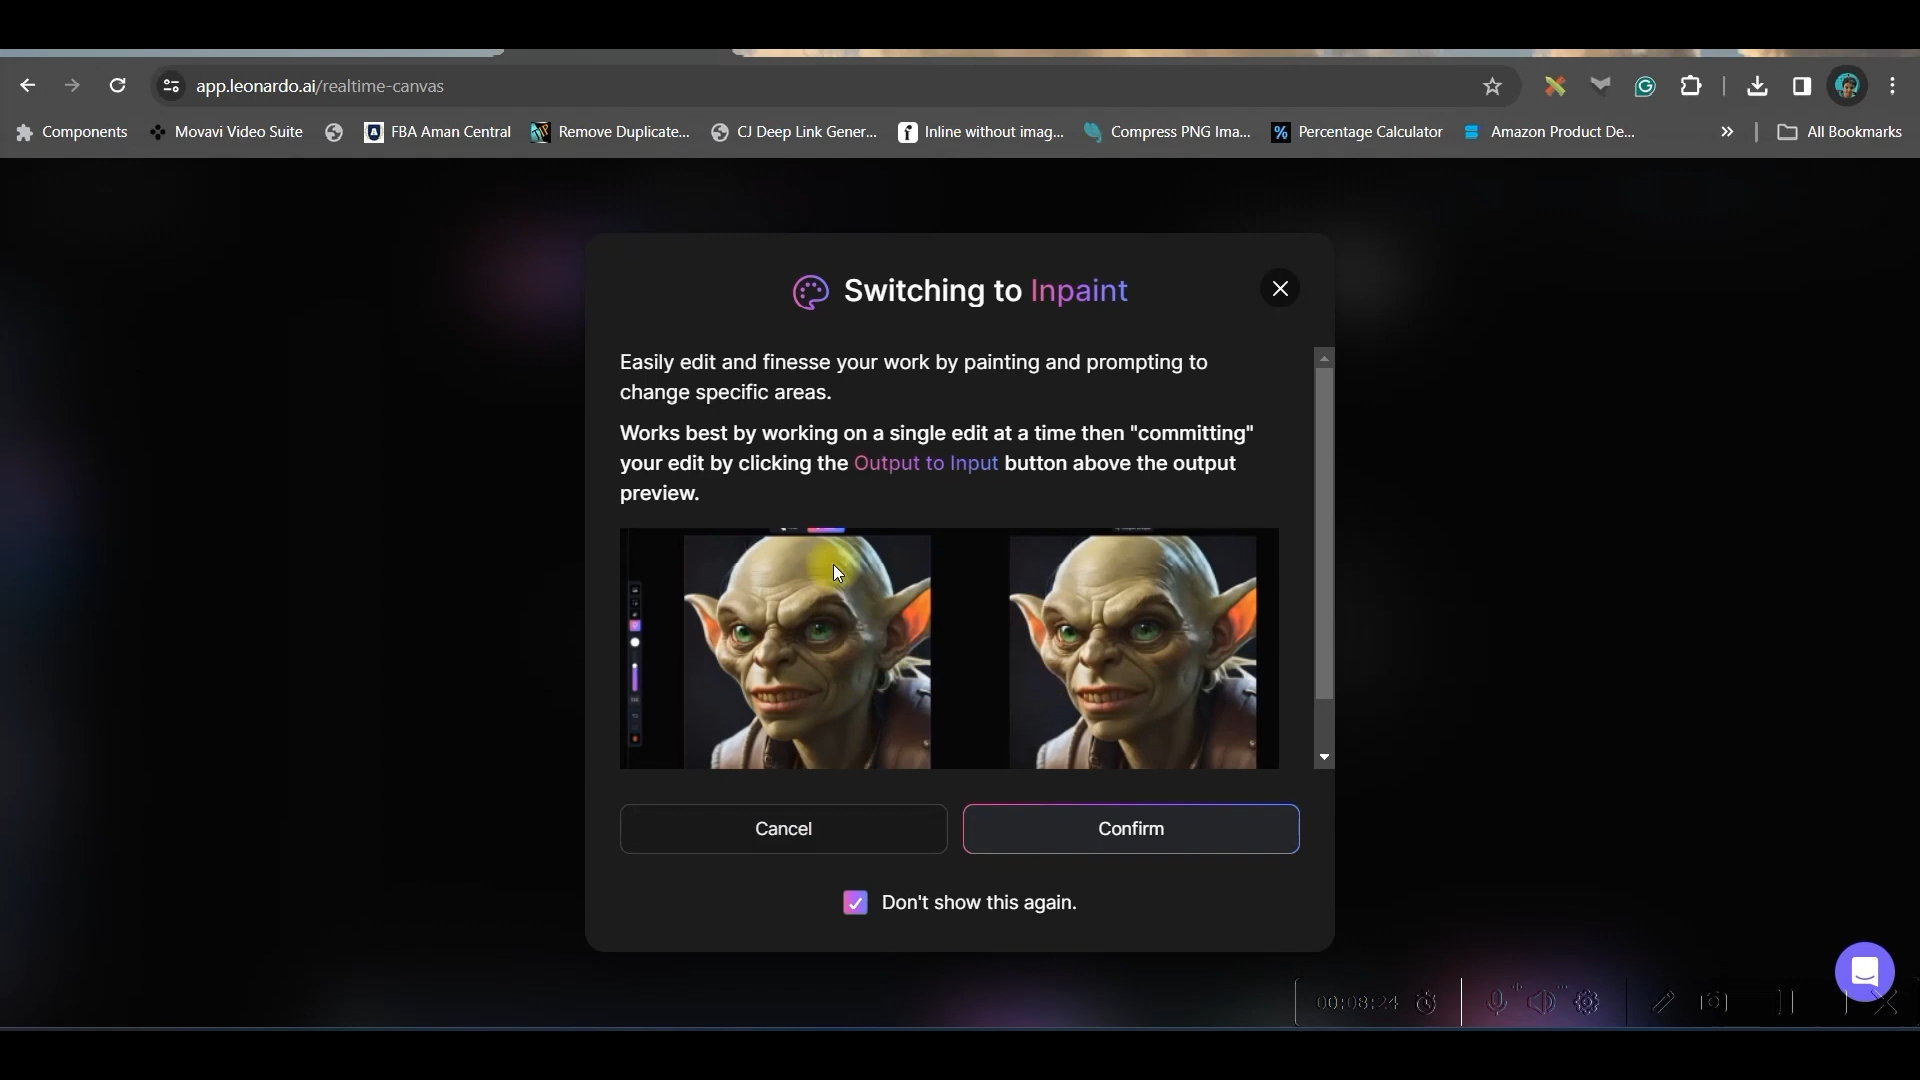 app.leonardo.ai/realtime-canvas
Components Movavi Video Suite FBA Aman Central Remove Duplicate... CJ Deep Link Gener... Inline without imag... Compress PNG Ima... Percentage Calculator Amazon Product De... » All Bookmarks
Switching to Inpaint
Easily edit and finesse your work by painting and prompting to
change specific areas.
Works best by working on a single edit at a time then "committing"
your edit by clicking the Output to Input button above the output
preview.
Cancel Confirm
Don't show this again.
00:08:24